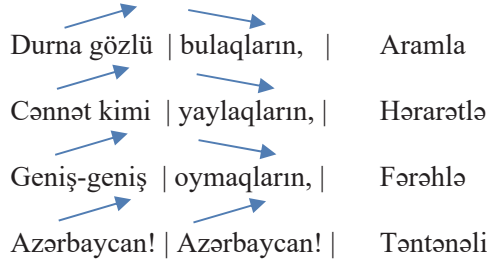 Durna gözlü | bulaqların, | Aramla
Cənnət kimi | yaylaqların, | Hərarətlə
Geniş-geniş | oymaqların, | Fərəhlə
Azərbaycan! | Azərbaycan! | Təntənəli